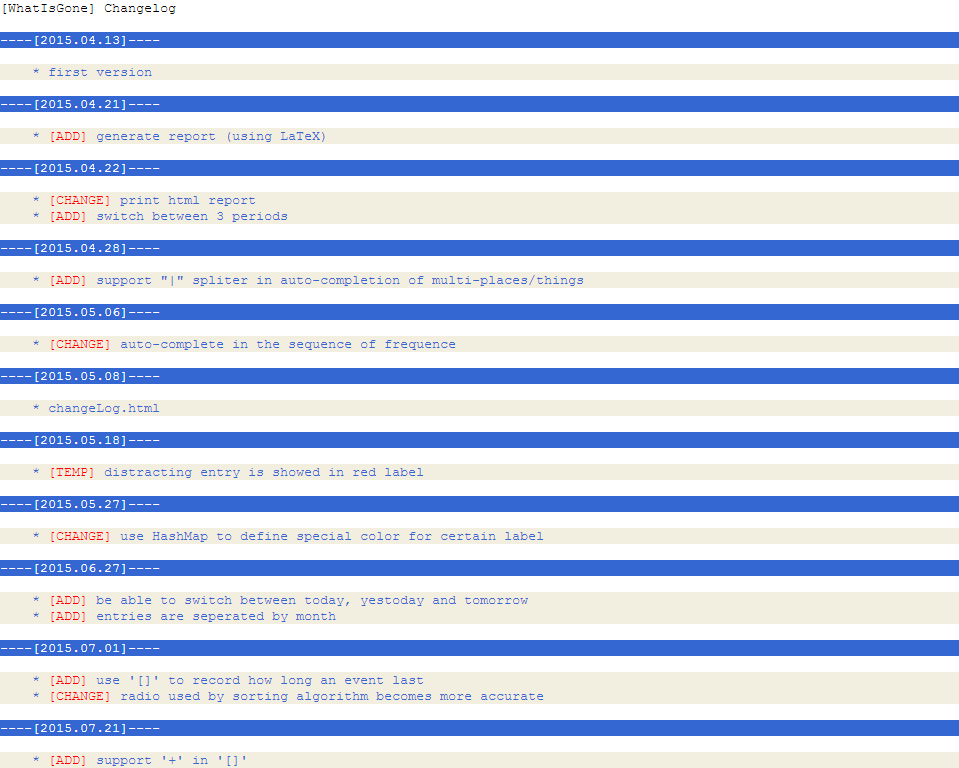 [WhatIsGone] Changelog
----[2015.04.13]----
* first version
----[2015.04.21]----
* [ADD] generate report (using LaTeX)
----[2015.04.22]----
* [CHANGE] print html report
* [ADD] switch between 3 periods
----[2015.04.28]----
* [ADD] support "|" spliter in auto-completion of multi-places/things
----[2015.05.06]----
* [CHANGE] auto-complete in the sequence of frequence
----[2015.05.08]----
* changeLog.html
----[2015.05.18]----
* [TEMP] distracting entry is showed in red label
----[2015.05.27]----
* [CHANGE] use HashMap to define special color for certain label
----[2015.06.27]----
* [ADD] be able to switch between today, yestoday and tomorrow
* [ADD] entries are seperated by month
----[2015.07.01]----
* [ADD] use '[]' to record how long an event last
* [CHANGE] radio used by sorting algorithm becomes more accurate
----[2015.07.21]----
* [ADD] support '+' in '[]'